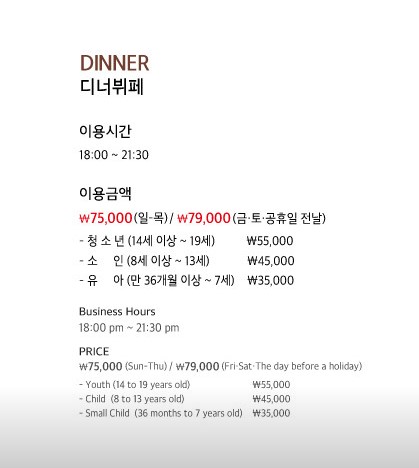 DINNER
디너뷔페
이용시간
18:00 ~ 21:30
이용금액
₩75,000 (일-목) / ₩79,000 (금·토·공휴일 전날)
- 청 소 년 (14세 이상 ~ 19세) ₩55,000
- 소 인 (8세 이상 ~ 13세) ₩45,000
- 유 아 (만 36개월 이상 ~ 7세) ₩35,000
Business Hours
18:00 pm ~ 21:30 pm
PRICE
₩75,000 (Sun-Thu) / ₩79,000 (Fri·Sat·The day before a holiday)
- Youth (14 to 19 years old) ₩55,000
- Child (8 to 13 years old) ₩45,000
- Small Child (36 months to 7 years old) ₩35,000